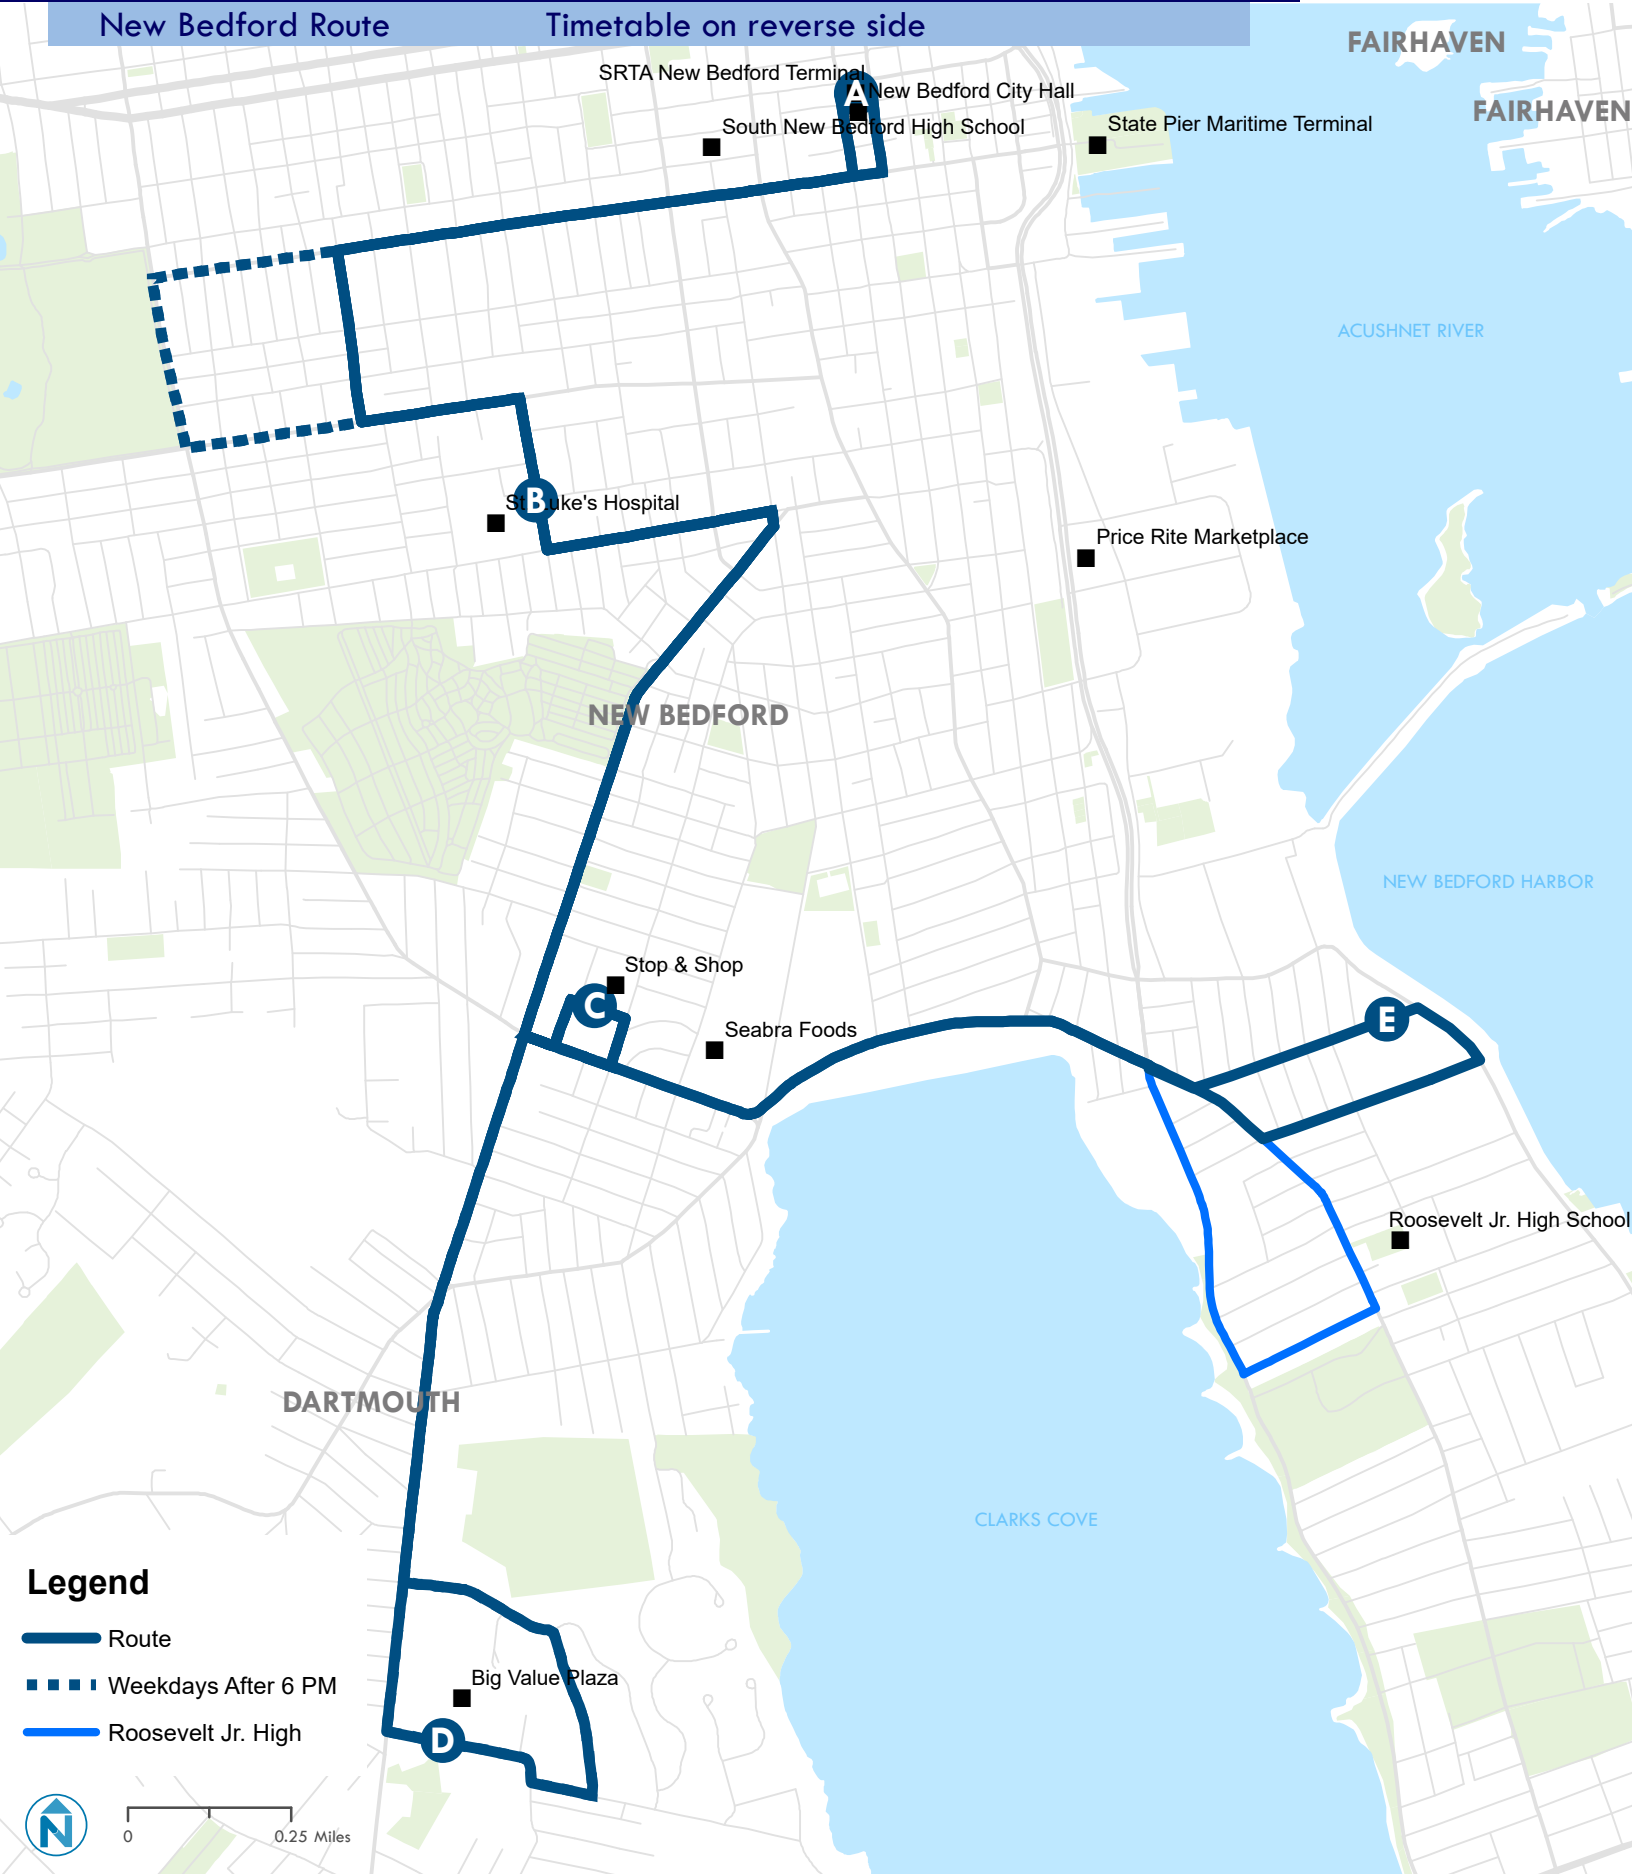 New Bedford Route
Timetable on reverse side
FAIRHAVEN
SRTA New Bedford Terminal
A
New Bedford City Hall
FAIRHAVEN
South New Bedford High School
State Pier Maritime Terminal
ACUSHNET RIVER
B
St Luke's Hospital
Price Rite Marketplace
NEW BEDFORD
NEW BEDFORD HARBOR
Stop & Shop
C
Seabra Foods
E
Roosevelt Jr. High School
DARTMOUTH
CLARKS COVE
Legend
Route
Weekdays After 6 PM
Roosevelt Jr. High
Big Value Plaza
D
N
0
0.25 Miles